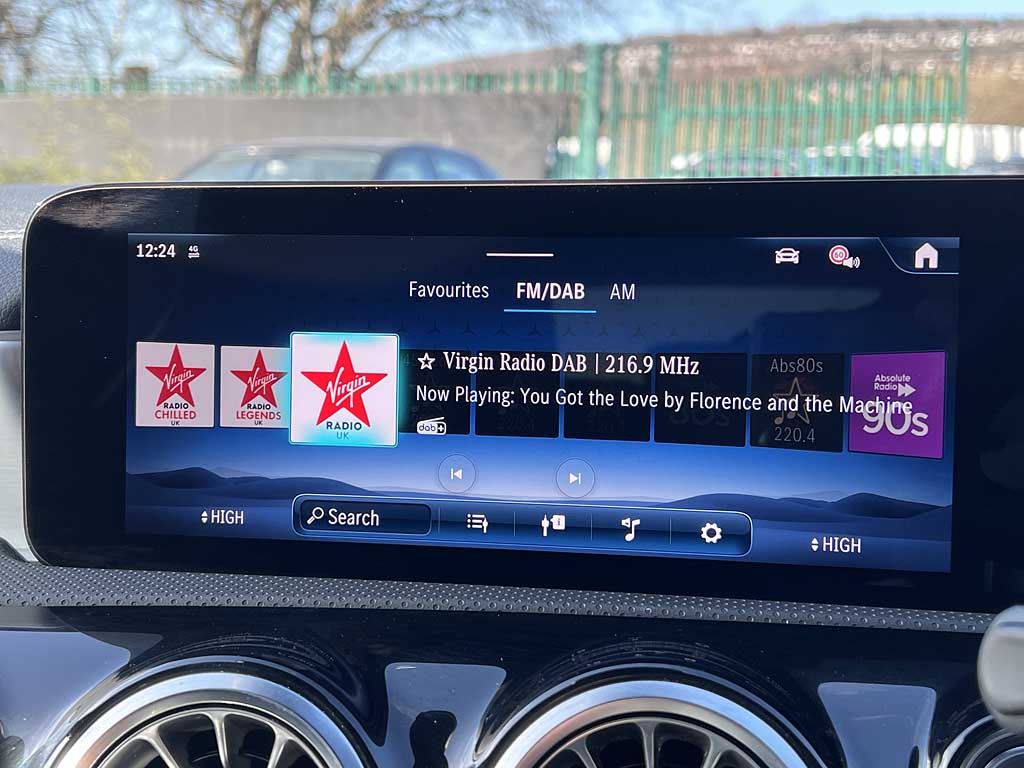 12:24 4G 60
Favourites FM/DAB AM
Virgin RADIO CHILLED UK
Virgin RADIO LEGENDS UK
Virgin RADIO UK
Virgin Radio DAB | 216.9 MHz
Now Playing: You Got the Love by Florence and the Machine
dab+
Abs80s
220.4
Absolute Radio
90s
HIGH
Search
HIGH